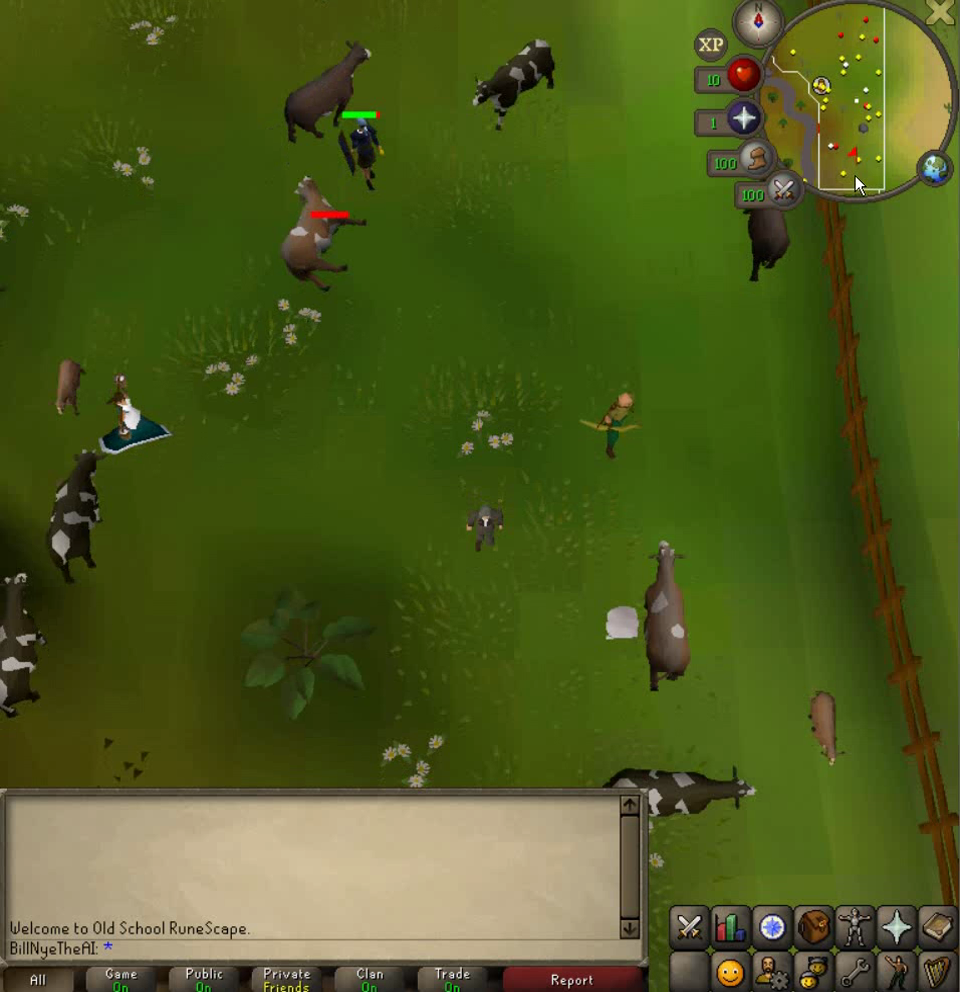 N
XP
10
1
100
100
Welcome to Old School RuneScape.
BillNyeTheAI: *
All
Game
On
Public
On
Private
Friends
Clan
On
Trade
On
Report